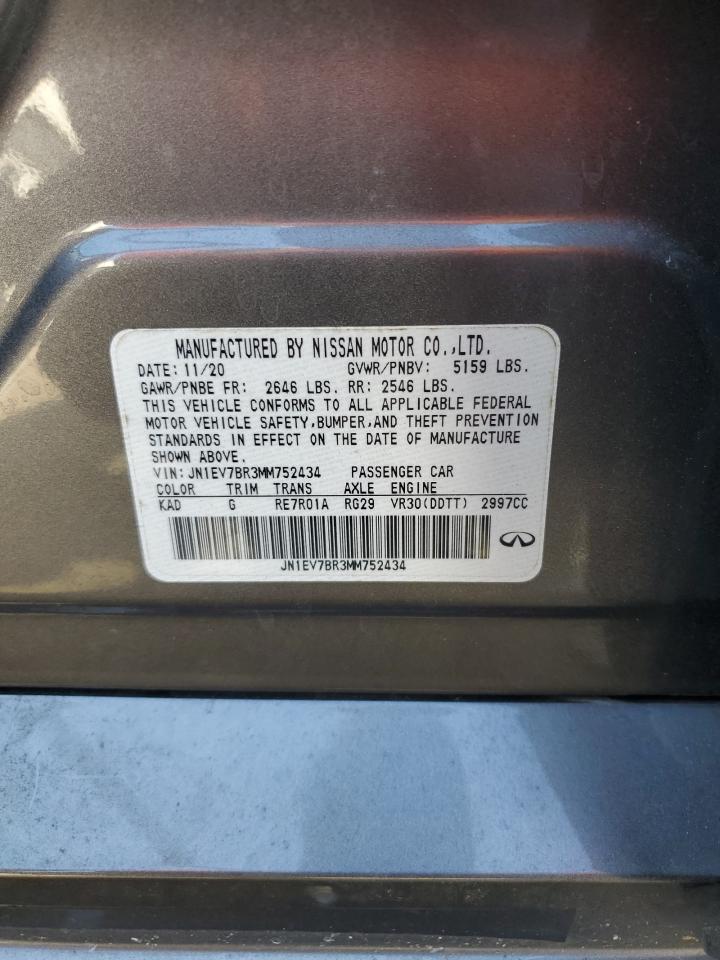 MANUFACTURED BY NISSAN MOTOR CO.,LTD.
DATE: 11/20 GVWR/PNBV: 5159 LBS.
GAWR/PNBE FR: 2646 LBS. RR: 2546 LBS.
THIS VEHICLE CONFORMS TO ALL APPLICABLE FEDERAL
MOTOR VEHICLE SAFETY,BUMPER,AND THEFT PREVENTION
STANDARDS IN EFFECT ON THE DATE OF MANUFACTURE
SHOWN ABOVE.
VIN: JN1EV7BR3MM752434 PASSENGER CAR
COLOR TRIM TRANS AXLE ENGINE
KAD G RE7R01A RG29 VR30(DDTT) 2997CC
JN1EV7BR3MM752434